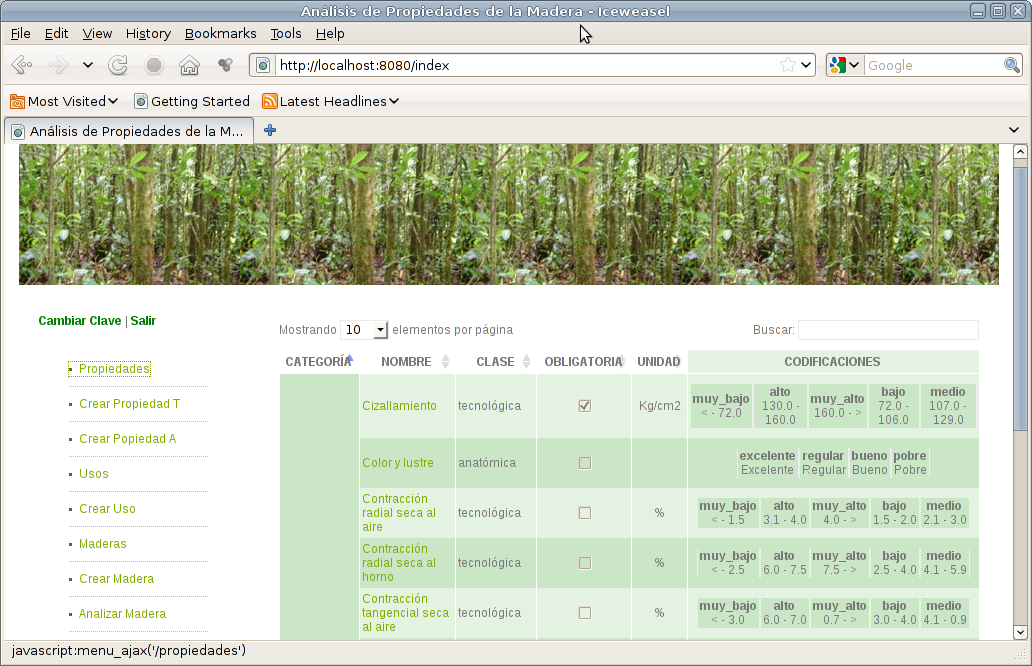 Análisis de Propiedades de la Madera - Iceweasel
File Edit View History Bookmarks Tools Help
http://localhost:8080/index
Google
Most Visited Getting Started Latest Headlines
Análisis de Propiedades de la M...
Cambiar Clave | Salir
Propiedades
Crear Propiedad T
Crear Popiedad A
Usos
Crear Uso
Maderas
Crear Madera
Analizar Madera
Mostrando 10 elementos por página
Buscar:
CATEGORÍA NOMBRE CLASE OBLIGATORIA UNIDAD CODIFICACIONES
Cizallamiento tecnológica Kg/cm2
muy_bajo alto muy_alto bajo medio
< - 72.0 130.0 - 160.0 - > 72.0 - 107.0 -
160.0 106.0 129.0
Color y lustre anatómica
excelente regular bueno pobre
Excelente Regular Bueno Pobre
Contracción
radial seca al
aire
tecnológica %
muy_bajo alto muy_alto bajo medio
< - 1.5 3.1 - 4.0 4.0 - > 1.5 - 2.0 2.1 - 3.0
Contracción
radial seca al
horno
tecnológica %
muy_bajo alto muy_alto bajo medio
< - 2.5 6.0 - 7.5 7.5 - > 2.5 - 4.0 4.1 - 5.9
Contracción
tangencial seca
al aire
tecnológica %
muy_bajo alto muy_alto bajo medio
< - 3.0 6.0 - 7.0 0.7 - > 3.0 - 4.0 4.1 - 0.9
javascript:menu_ajax('/propiedades')